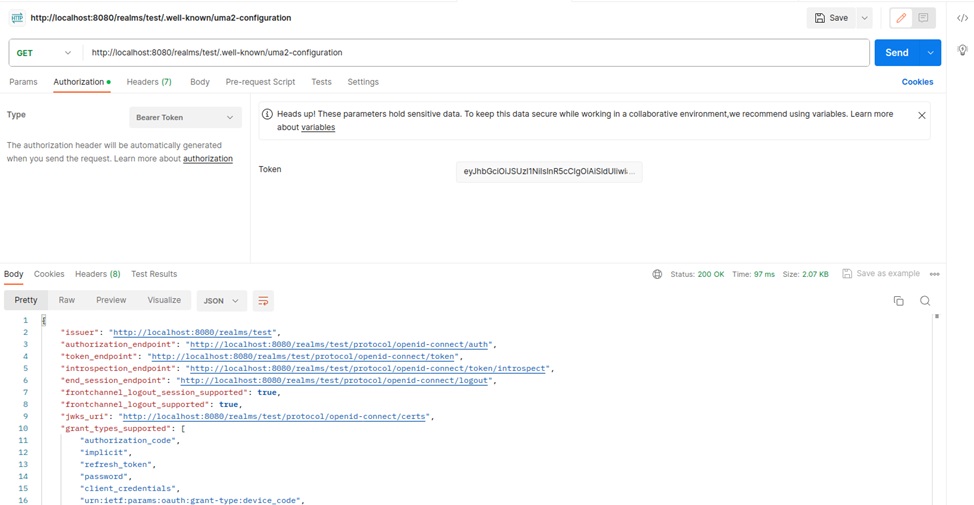 HTTP http://localhost:8080/realms/test/.well-known/uma2-configuration Save
GET http://localhost:8080/realms/test/.well-known/uma2-configuration Send
Params Authorization Headers (7) Body Pre-request Script Tests Settings Cookies
Type Bearer Token
The authorization header will be automatically generated
when you send the request. Learn more about authorization
Heads up! These parameters hold sensitive data. To keep this data secure while working in a collaborative environment,we recommend using variables. Learn more
about variables
Token
Body Cookies Headers (8) Test Results Status: 200 OK Time: 97 ms Size: 2.07 KB Save as example
Pretty Raw Preview Visualize JSON
1 {
2 "issuer": "http://localhost:8080/realms/test",
3 "authorization_endpoint": "http://localhost:8080/realms/test/protocol/openid-connect/auth",
4 "token_endpoint": "http://localhost:8080/realms/test/protocol/openid-connect/token",
5 "introspection_endpoint": "http://localhost:8080/realms/test/protocol/openid-connect/token/introspect",
6 "end_session_endpoint": "http://localhost:8080/realms/test/protocol/openid-connect/logout",
7 "frontchannel_logout_session_supported": true,
8 "frontchannel_logout_supported": true,
9 "jwks_uri": "http://localhost:8080/realms/test/protocol/openid-connect/certs",
10 "grant_types_supported": [
11 "authorization_code",
12 "implicit",
13 "refresh_token",
14 "password",
15 "client_credentials",
16 "urn:ietf:params:oauth:grant-type:device_code",